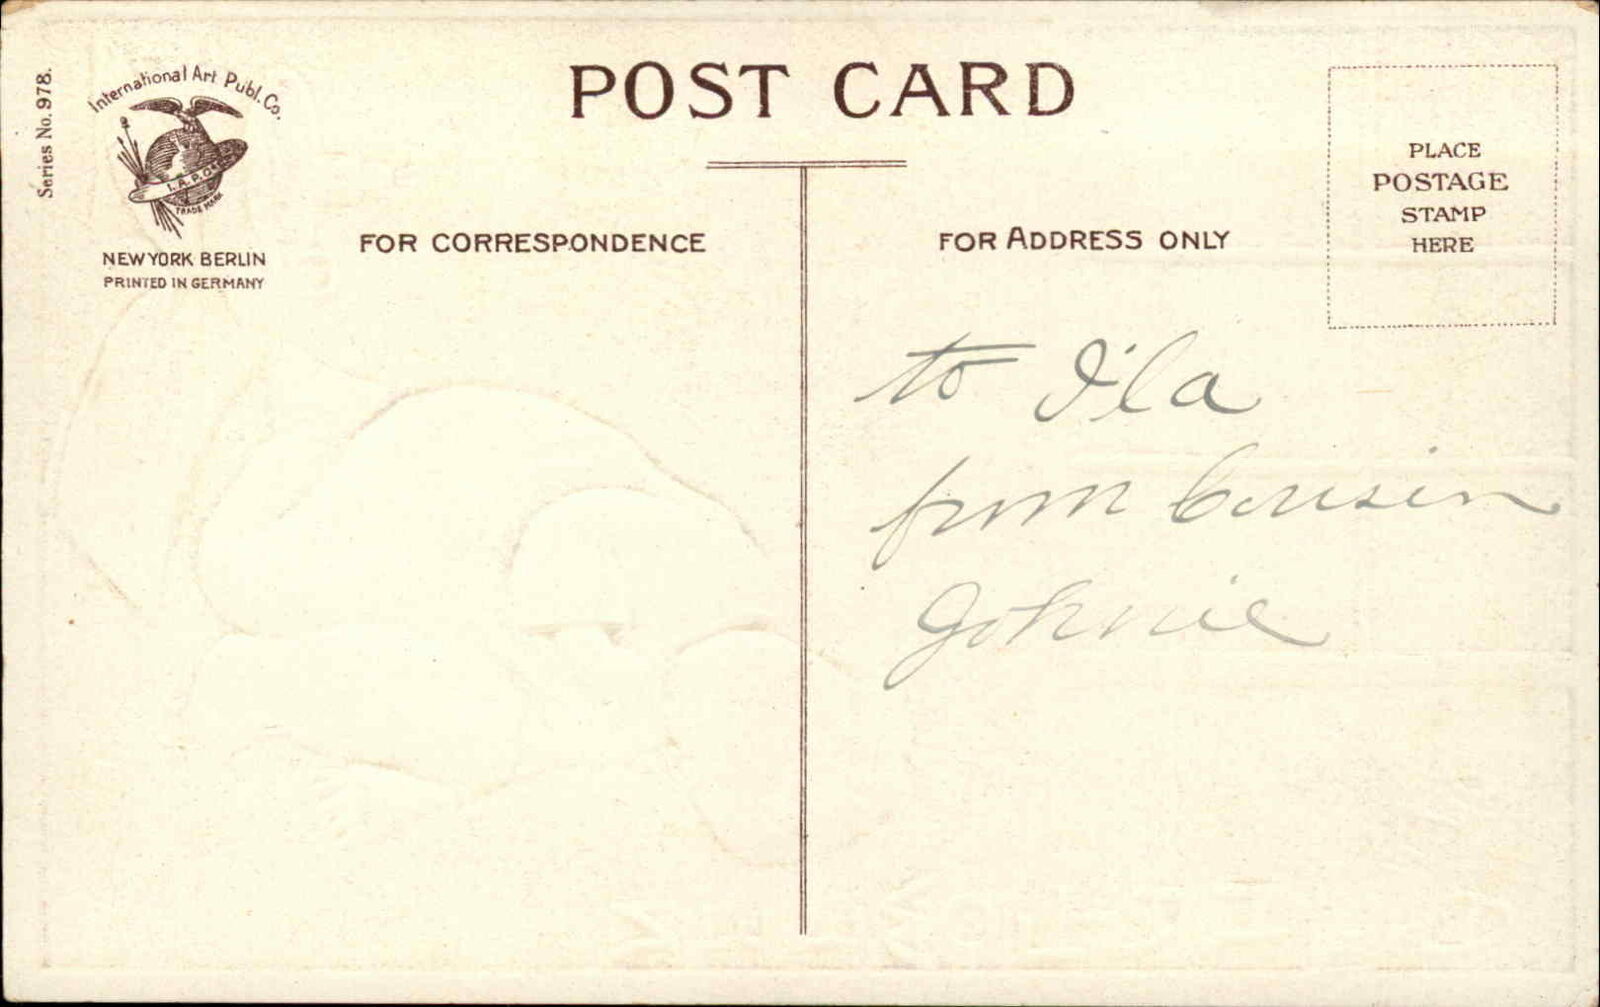 Series No. 978.
International Art Publ. Co.
I. A. P. Co.
TRADE MARK
NEW YORK BERLIN
PRINTED IN GERMANY
POST CARD
FOR CORRESPONDENCE
FOR ADDRESS ONLY
PLACE
POSTAGE
STAMP
HERE
to Ila
from Cousin
Johnie